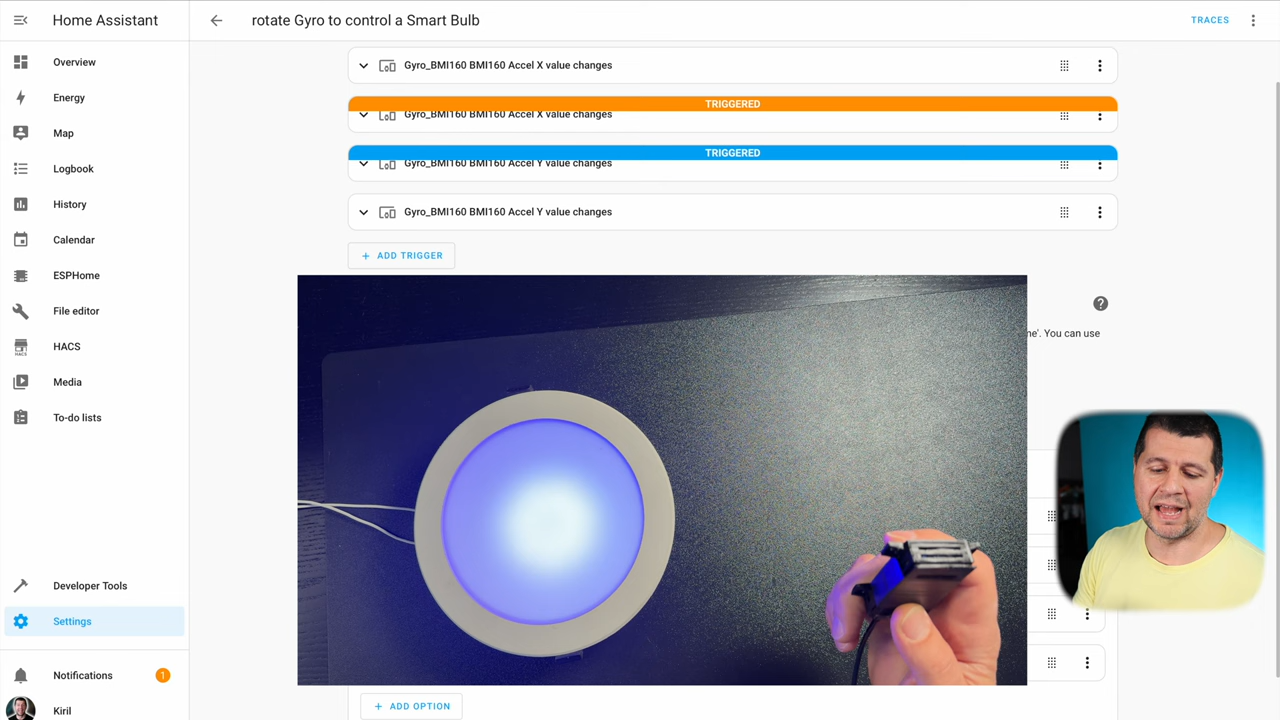 Home Assistant
rotate Gyro to control a Smart Bulb
TRACES
Overview
Energy
Map
Logbook
History
Calendar
ESPHome
File editor
HACS
HACS
Media
To-do lists
Developer Tools
Settings
Notifications
1
Kiril
Gyro_BMI160 BMI160 Accel X value changes
TRIGGERED
Gyro_BMI160 BMI160 Accel X value changes
TRIGGERED
Gyro_BMI160 BMI160 Accel Y value changes
Gyro_BMI160 BMI160 Accel Y value changes
+ ADD TRIGGER
?
me'. You can use
+ ADD OPTION